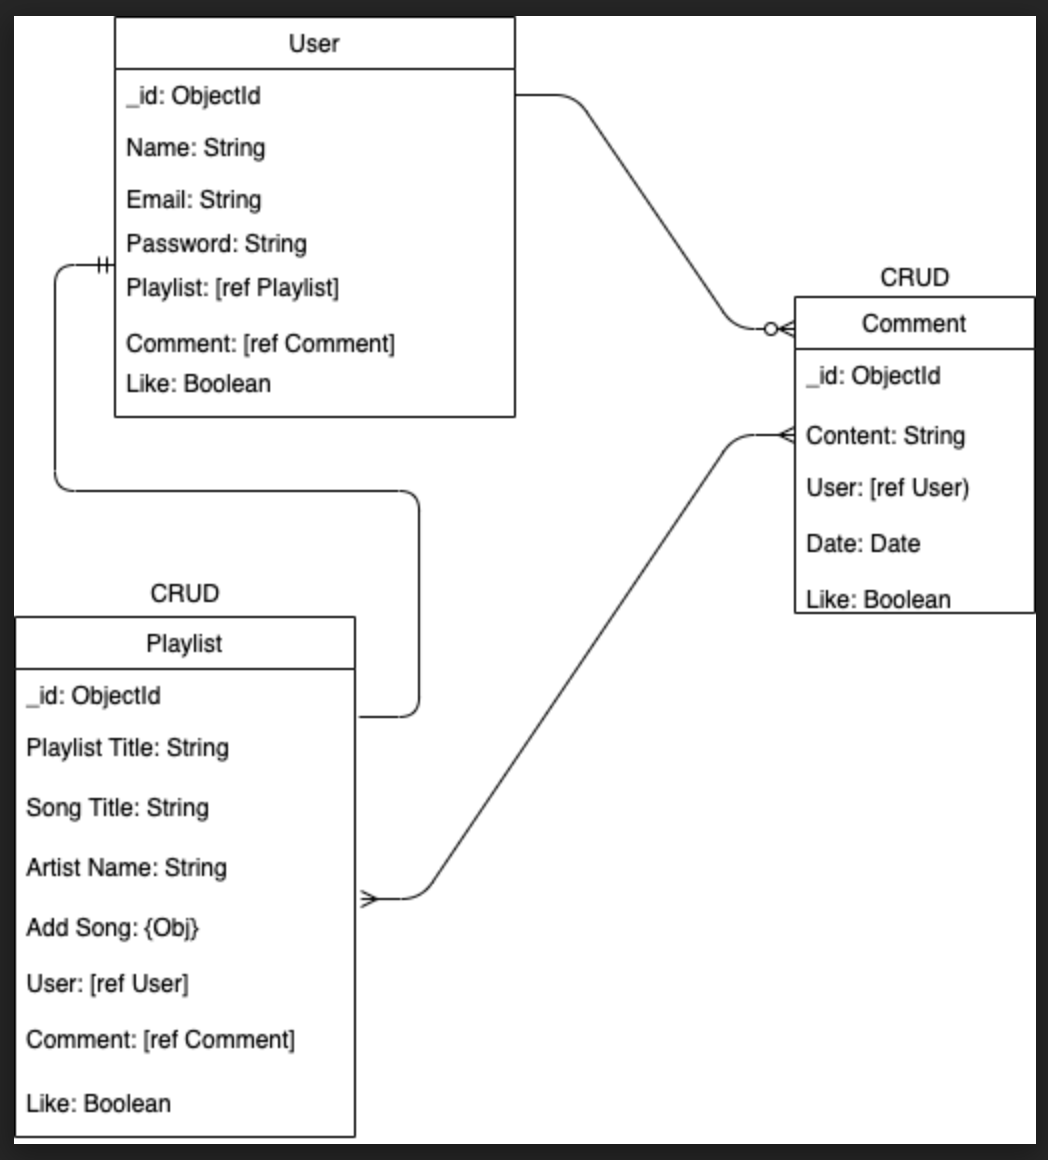 User
_id: ObjectId
Name: String
Email: String
Password: String
Playlist: [ref Playlist]
Comment: [ref Comment]
Like: Boolean
CRUD
Comment
_id: ObjectId
Content: String
User: [ref User)
Date: Date
Like: Boolean
CRUD
Playlist
_id: ObjectId
Playlist Title: String
Song Title: String
Artist Name: String
Add Song: {Obj}
User: [ref User]
Comment: [ref Comment]
Like: Boolean